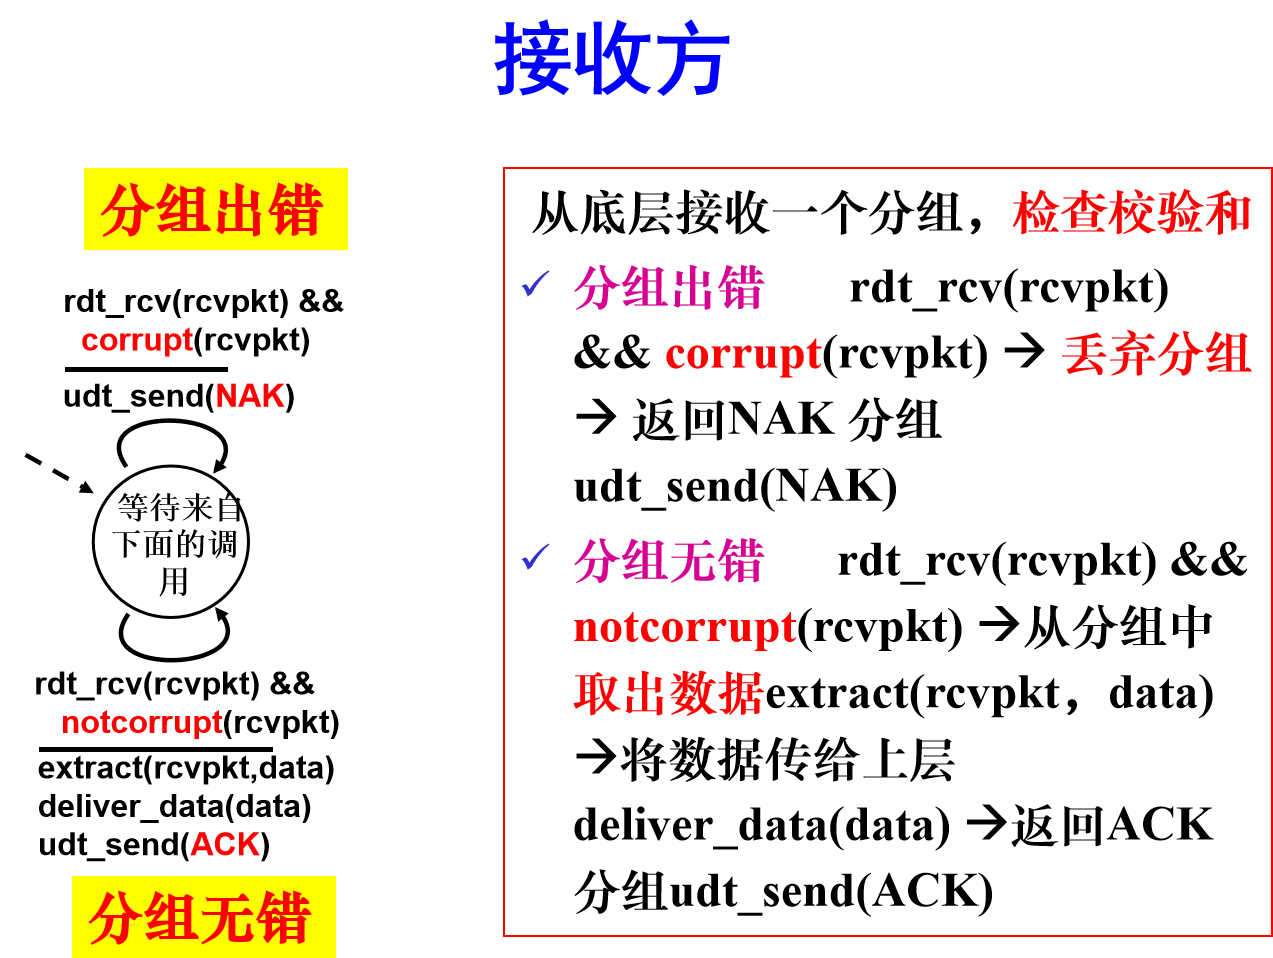 接收方
分组出错
rdt_rcv(rcvpkt) &&
corrupt(rcvpkt)
udt_send(NAK)
等待来自
下面的调
用
rdt_rcv(rcvpkt) &&
notcorrupt(rcvpkt)
extract(rcvpkt,data)
deliver_data(data)
udt_send(ACK)
分组无错
从底层接收一个分组，检查校验和
✓ 分组出错 rdt_rcv(rcvpkt)
&& corrupt(rcvpkt) → 丢弃分组
→ 返回NAK 分组
udt_send(NAK)
✓ 分组无错 rdt_rcv(rcvpkt) &&
notcorrupt(rcvpkt) →从分组中
取出数据extract(rcvpkt，data)
→将数据传给上层
deliver_data(data) →返回ACK
分组udt_send(ACK)